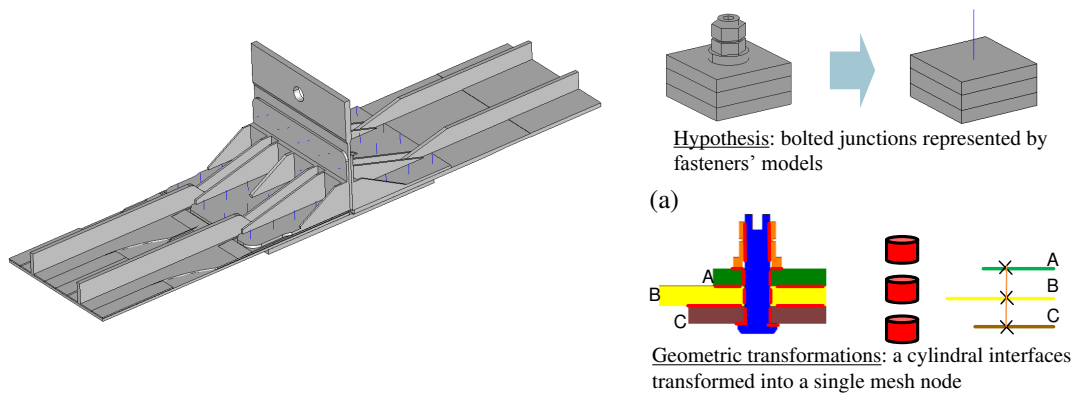 Hypothesis: bolted junctions represented by
fasteners' models
(a)
A
B
C
A
B
C
Geometric transformations: a cylindral interfaces
transformed into a single mesh node